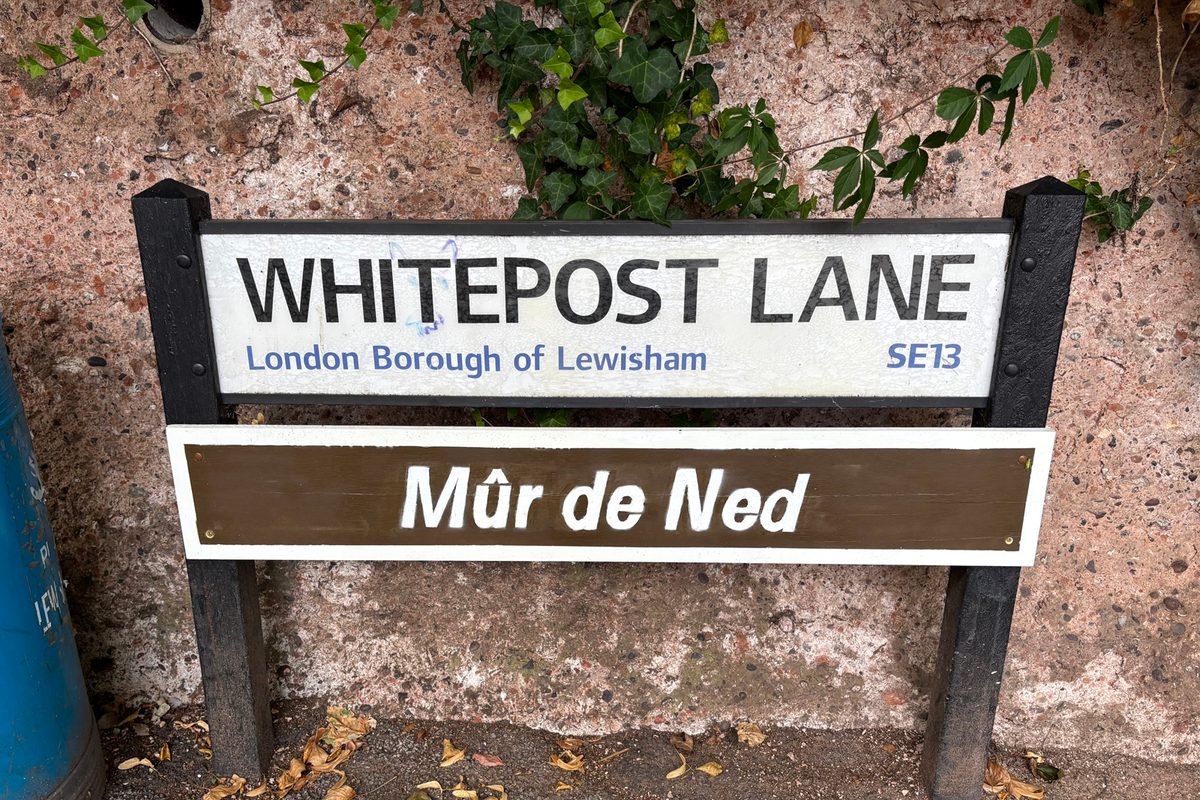 WHITEPOST LANE
London Borough of Lewisham SE13
Mûr de Ned